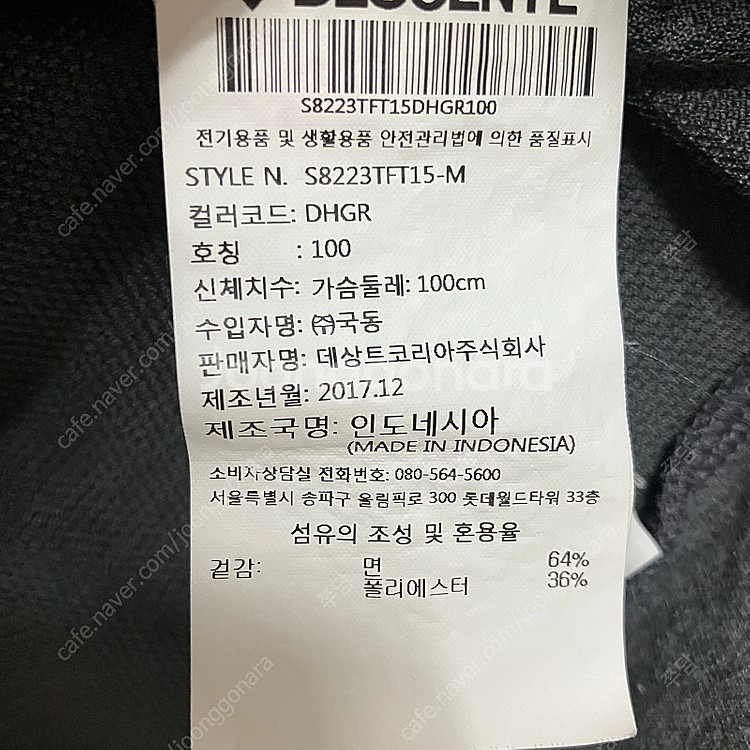 DESCENTE
S8223TFT15DHGR100
전기용품 및 생활용품 안전관리법에 의한 품질표시
STYLE N. S8223TFT15-M
컬러코드: DHGR
호칭 : 100
신체치수: 가슴둘레: 100cm
수입자명: ㈜국동
판매자명: 데상트코리아주식회사
제조년월: 2017.12
제조국명: 인도네시아
(MADE IN INDONESIA)
소비자상담실 전화번호: 080-564-5600
서울특별시 송파구 올림픽로 300 롯데월드타워 33층
섬유의 조성 및 혼용율
겉감: 면 64%
폴리에스터 36%
cafe.naver.com/joonggonara
쭈담